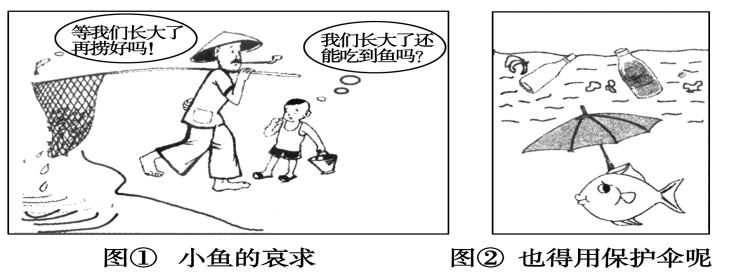 等我们长大了
再捞好吗！
我们长大了还
能吃到鱼吗？
图① 小鱼的哀求
图② 也得用保护伞呢